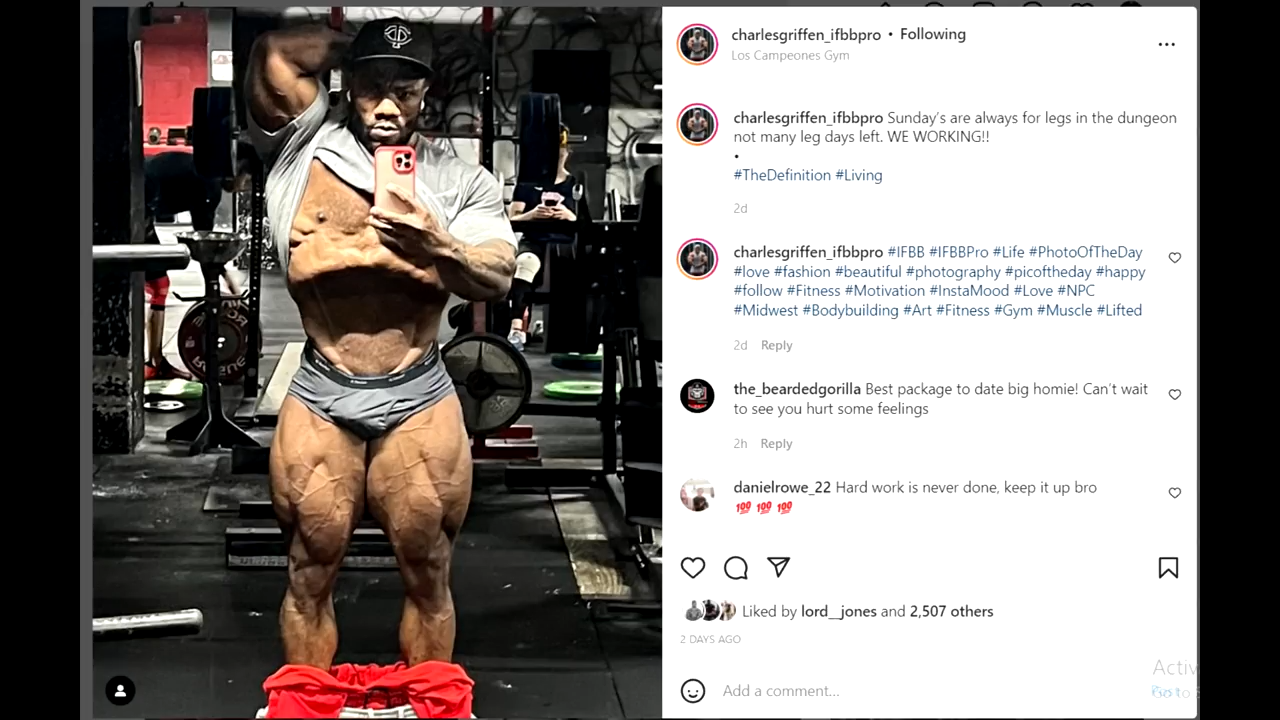 charlesgriffen_ifbbpro • Following
Los Campeones Gym
charlesgriffen_ifbbpro Sunday's are always for legs in the dungeon
not many leg days left. WE WORKING!!
•
#TheDefinition #Living
2d
charlesgriffen_ifbbpro #IFBB #IFBBPro #Life #PhotoOfTheDay
#love #fashion #beautiful #photography #picoftheday #happy
#follow #Fitness #Motivation #InstaMood #Love #NPC
#Midwest #Bodybuilding #Art #Fitness #Gym #Muscle #Lifted
2d Reply
the_beardedgorilla Best package to date big homie! Can't wait
to see you hurt some feelings
2h Reply
danielrowe_22 Hard work is never done, keep it up bro
💯 💯 💯
Liked by lord__jones and 2,507 others
2 DAYS AGO
Add a comment...